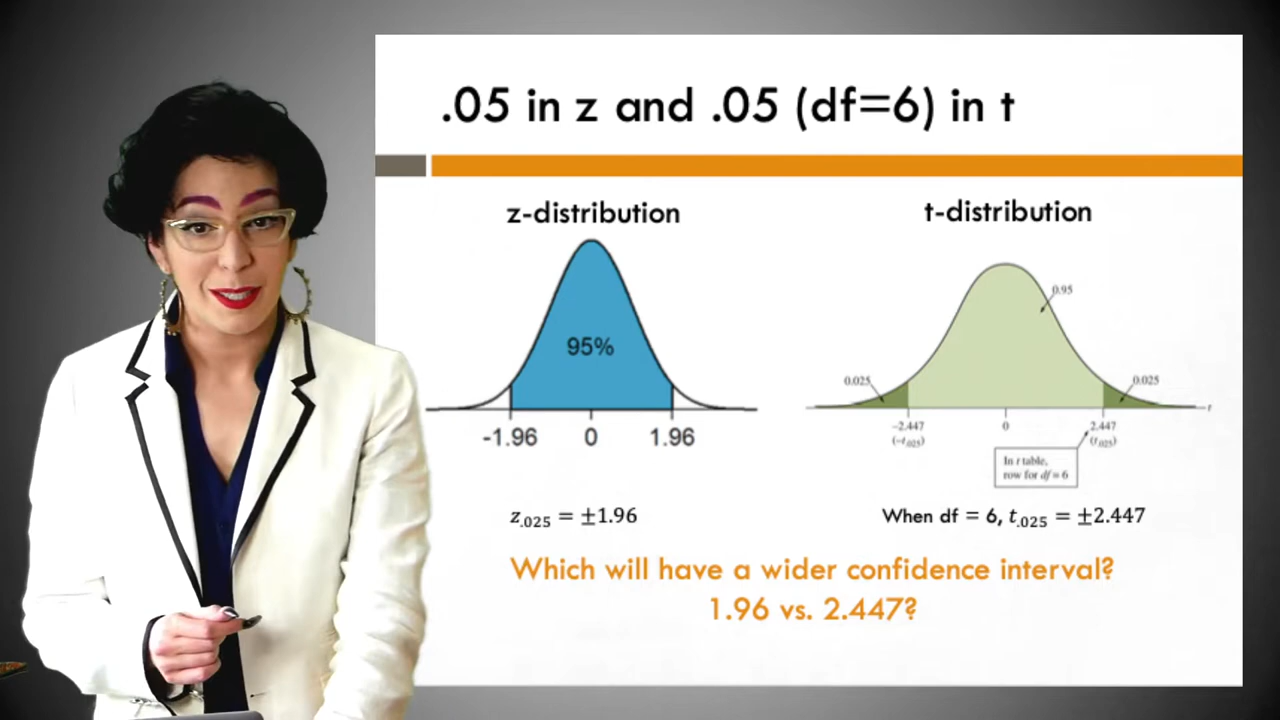 .05 in z and .05 (df=6) in t
z-distribution
95%
-1.96 0 1.96
z.025 = ±1.96
t-distribution
0.95
0.025
0.025
t
−2.447 0 2.447
(−t.025) (t.025)
In t table,
row for df = 6
When df = 6, t.025 = ±2.447
Which will have a wider confidence interval?
1.96 vs. 2.447?